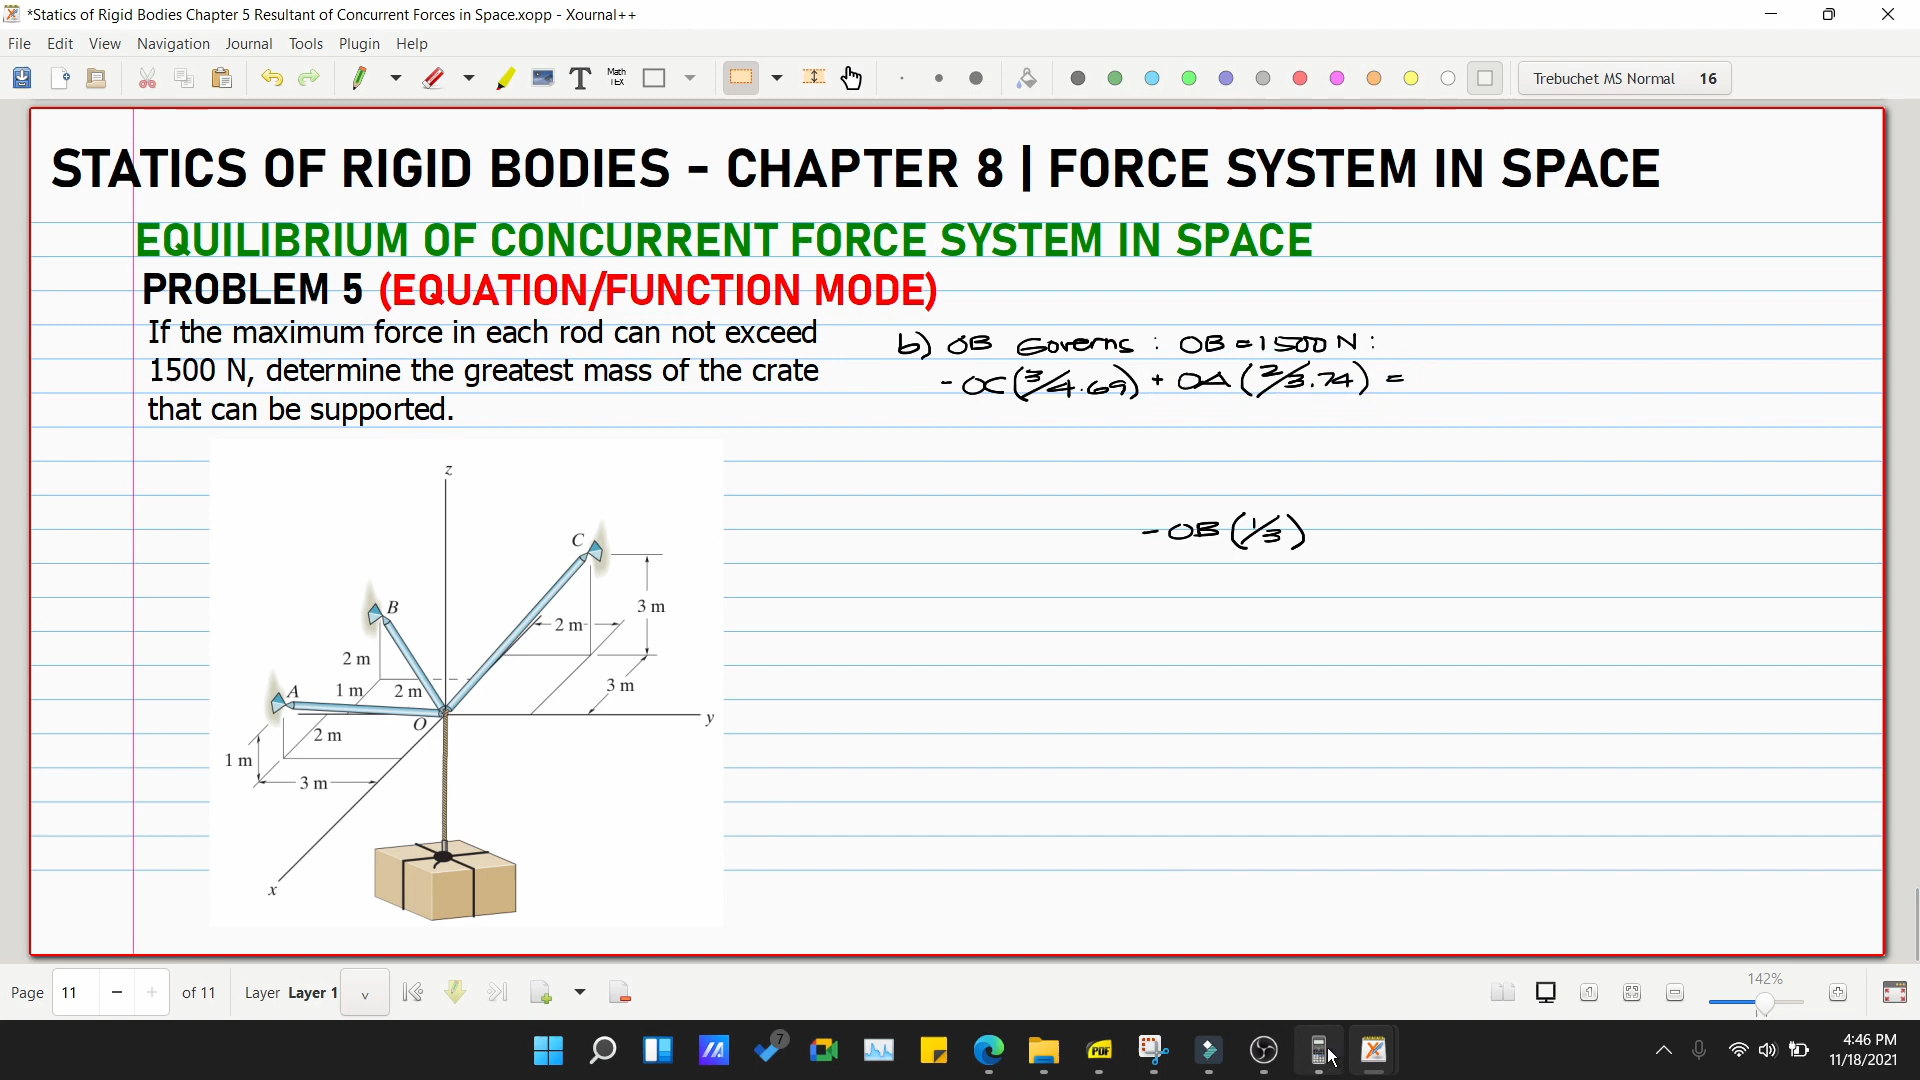 *Statics of Rigid Bodies Chapter 5 Resultant of Concurrent Forces in Space.xopp - Xournal++
File Edit View Navigation Journal Tools Plugin Help
Math
TEX
Trebuchet MS Normal 16
STATICS OF RIGID BODIES - CHAPTER 8 | FORCE SYSTEM IN SPACE
EQUILIBRIUM OF CONCURRENT FORCE SYSTEM IN SPACE
PROBLEM 5 (EQUATION/FUNCTION MODE)
If the maximum force in each rod can not exceed
1500 N, determine the greatest mass of the crate
that can be supported.
b) OB Governs : OB = 1500 N :
- OC (3/4.69) + OA (2/3.74) =
- OB (1/3)
z
C
B
3 m
2 m
2 m
A
1 m
2 m
3 m
O
y
2 m
1 m
3 m
x
Page 11 of 11 Layer Layer 1
142%
7
PDF
4:46 PM
11/18/2021